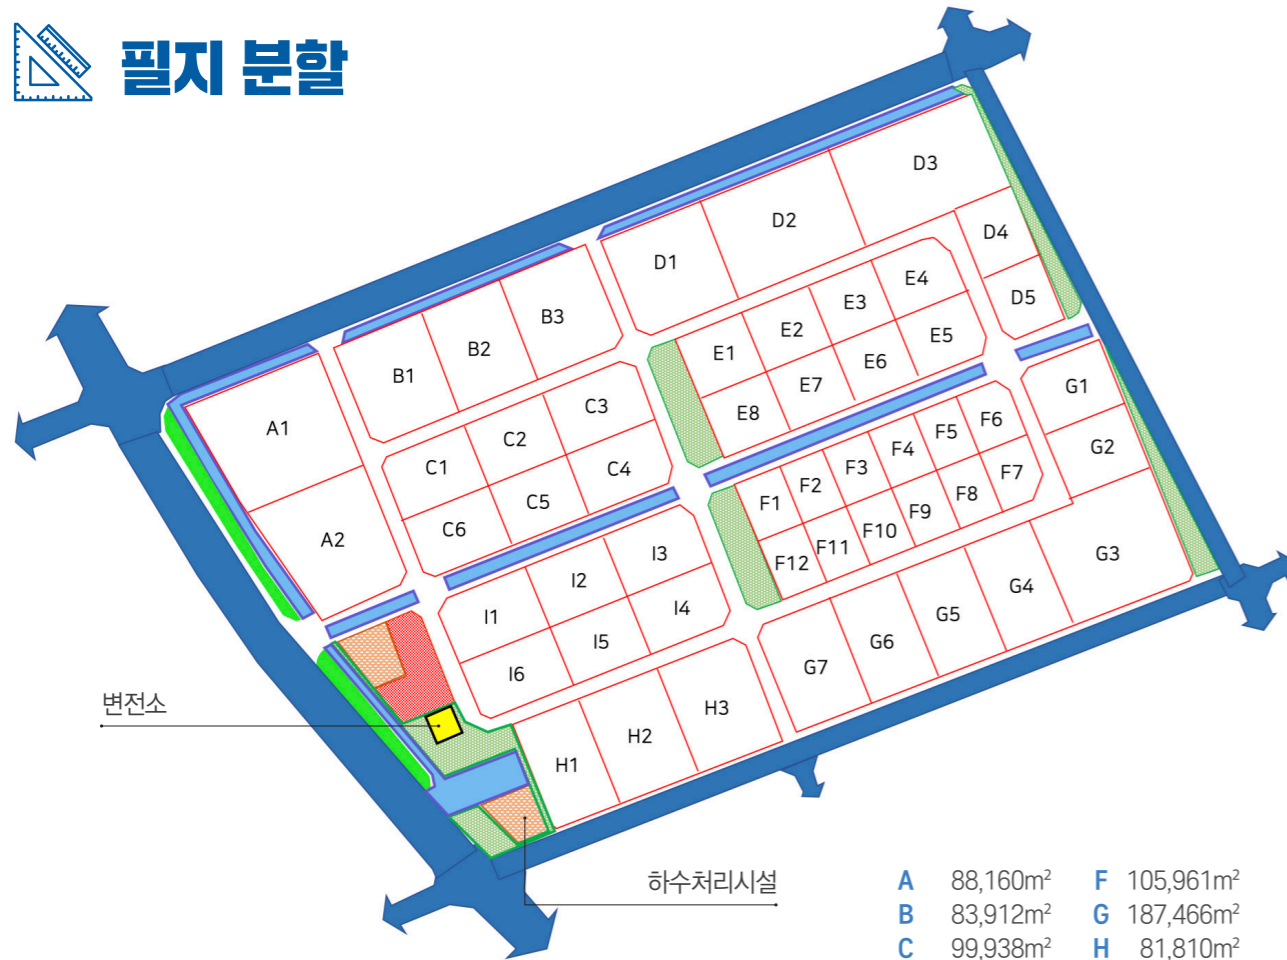 필지 분할
D3
D2
D4
D1
D5
E4
E3
E2
E1
E5
E6
E7
E8
B3
B2
B1
G1
G2
G3
G4
G5
G6
G7
A1
A2
C3
C2
C1
C4
C5
C6
F6
F5
F4
F3
F2
F1
F7
F8
F9
F10
F11
F12
I3
I2
I1
I4
I5
I6
H3
H2
H1
변전소
하수처리시설
A 88,160m² F 105,961m²
B 83,912m² G 187,466m²
C 99,938m² H 81,810m²